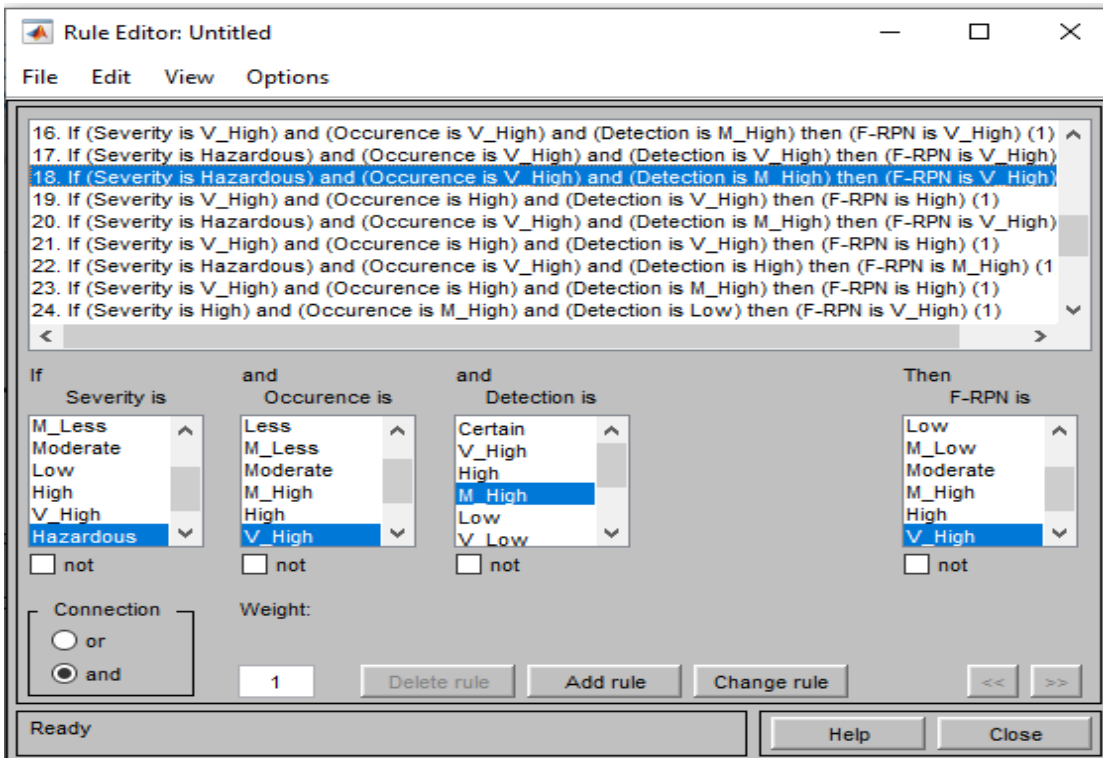 Rule Editor: Untitled
File Edit View Options
16. If (Severity is V_High) and (Occurence is V_High) and (Detection is M_High) then (F-RPN is V_High) (1)
17. If (Severity is Hazardous) and (Occurence is V_High) and (Detection is V_High) then (F-RPN is V_High)
18. If (Severity is Hazardous) and (Occurence is V_High) and (Detection is M_High) then (F-RPN is V_High)
19. If (Severity is V_High) and (Occurence is High) and (Detection is V_High) then (F-RPN is High) (1)
20. If (Severity is Hazardous) and (Occurence is V_High) and (Detection is M_High) then (F-RPN is V_High)
21. If (Severity is V_High) and (Occurence is High) and (Detection is V_High) then (F-RPN is High) (1)
22. If (Severity is Hazardous) and (Occurence is V_High) and (Detection is High) then (F-RPN is M_High) (1
23. If (Severity is V_High) and (Occurence is High) and (Detection is M_High) then (F-RPN is High) (1)
24. If (Severity is High) and (Occurence is M_High) and (Detection is Low) then (F-RPN is V_High) (1)
If and and Then
Severity is Occurence is Detection is F-RPN is
M_Less Less Certain Low
Moderate M_Less V_High M_Low
Low Moderate High Moderate
High M_High M_High M_High
V_High High Low High
Hazardous V_High V_Low V_High
not not not not
Connection Weight:
or
and 1 Delete rule Add rule Change rule << >>
Ready Help Close